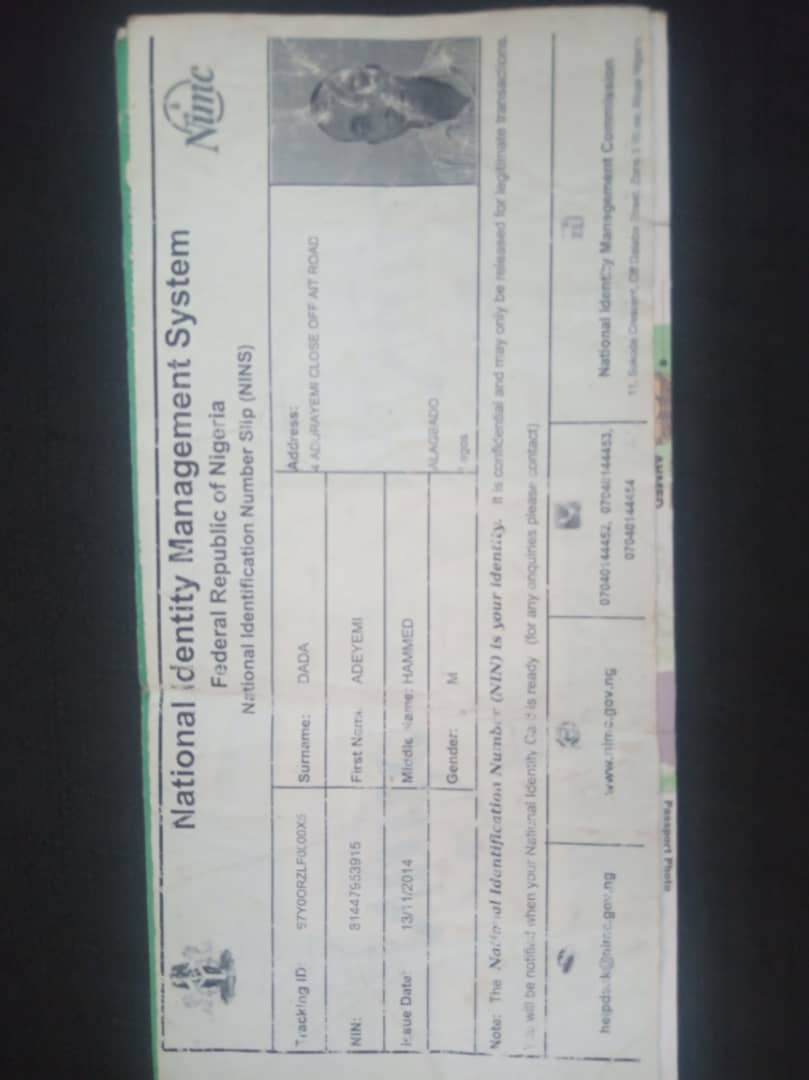 National Identity Management System
Federal Republic of Nigeria
National Identification Number Slip (NINS)
Nimc
Tracking ID:
Surname: DADA
Address:
4 ADURAYEMI CLOSE OFF AIT ROAD
NIN: 81447953915
First Name: ADEYEMI
Issue Date: 13/11/2014
Middle Name: HAMMED
ALAGBADO
Gender: M
Lagos
Note: The National Identification Number (NIN) is your identity. It is confidential and may only be released for legitimate transactions.
You will be notified when your National Identity Card is ready (for any enquiries please contact)
helpdesk@nimc.gov.ng
www.nimc.gov.ng
07040144452, 07040144453,
07040144454
National Identity Management Commission
11, Sokode Crescent, Off Dalaba Street, Zone 5
Passport Photo